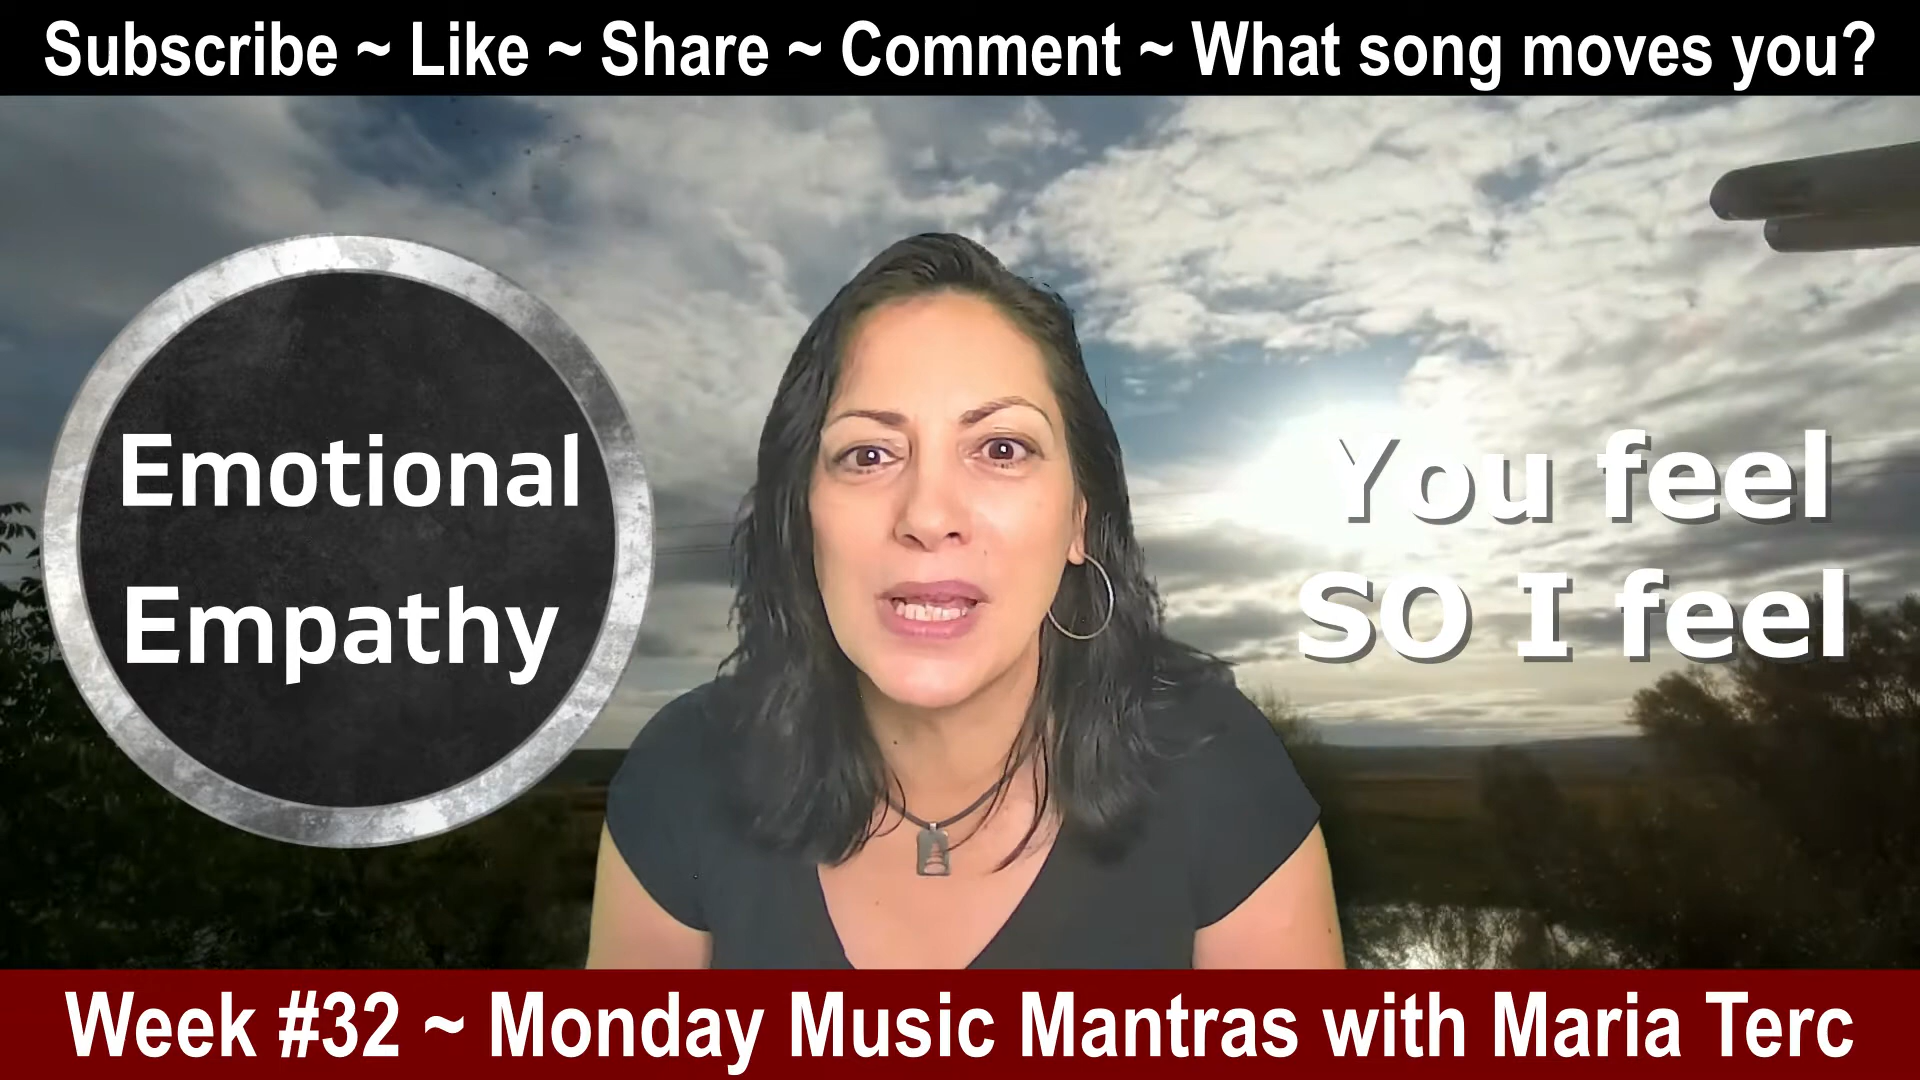 Subscribe ~ Like ~ Share ~ Comment ~ What song moves you?
Emotional
Empathy
You feel
SO I feel
Week #32 ~ Monday Music Mantras with Maria Terc